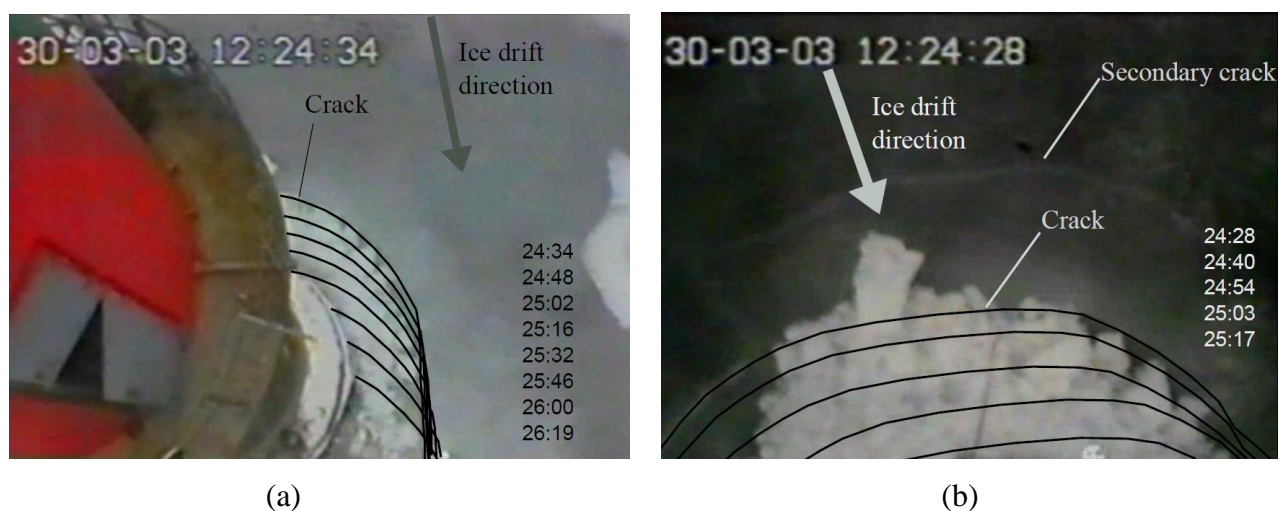 30-03-03 12:24:34
Ice drift
direction
Crack
24:34
24:48
25:02
25:16
25:32
25:46
26:00
26:19
(a)
30-03-03 12:24:28
Secondary crack
Ice drift
direction
Crack
24:28
24:40
24:54
25:03
25:17
(b)